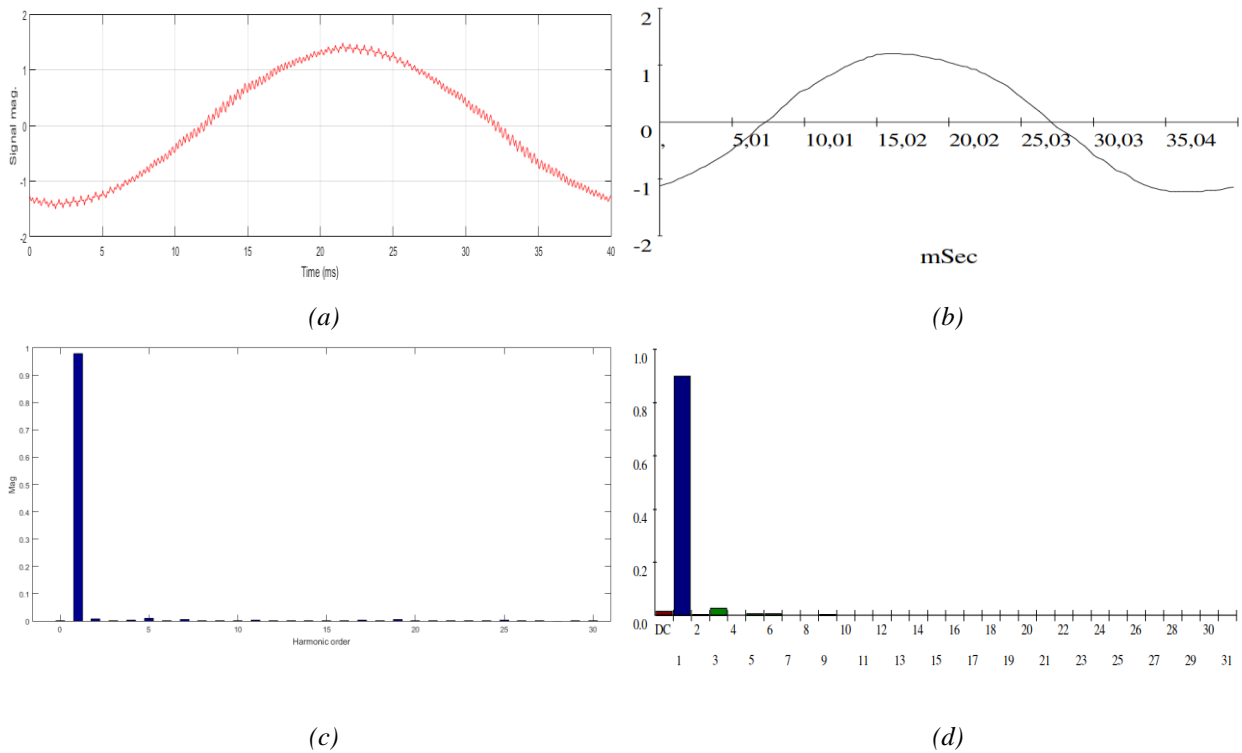 2
1
0
-1
-2
Signal mag.
0 5 10 15 20 25 30 35 40
Time (ms)
(a)
2
1
0
-1
-2
, 5,01 10,01 15,02 20,02 25,03 30,03 35,04
mSec
(b)
1
0.9
0.8
0.7
0.6
0.5
0.4
0.3
0.2
0.1
0
Mag
0 5 10 15 20 25 30
Harmonic order
(c)
1.0
0.8
0.6
0.4
0.2
0.0
DC 2 4 6 8 10 12 14 16 18 20 22 24 26 28 30
1 3 5 7 9 11 13 15 17 19 21 23 25 27 29 31
(d)